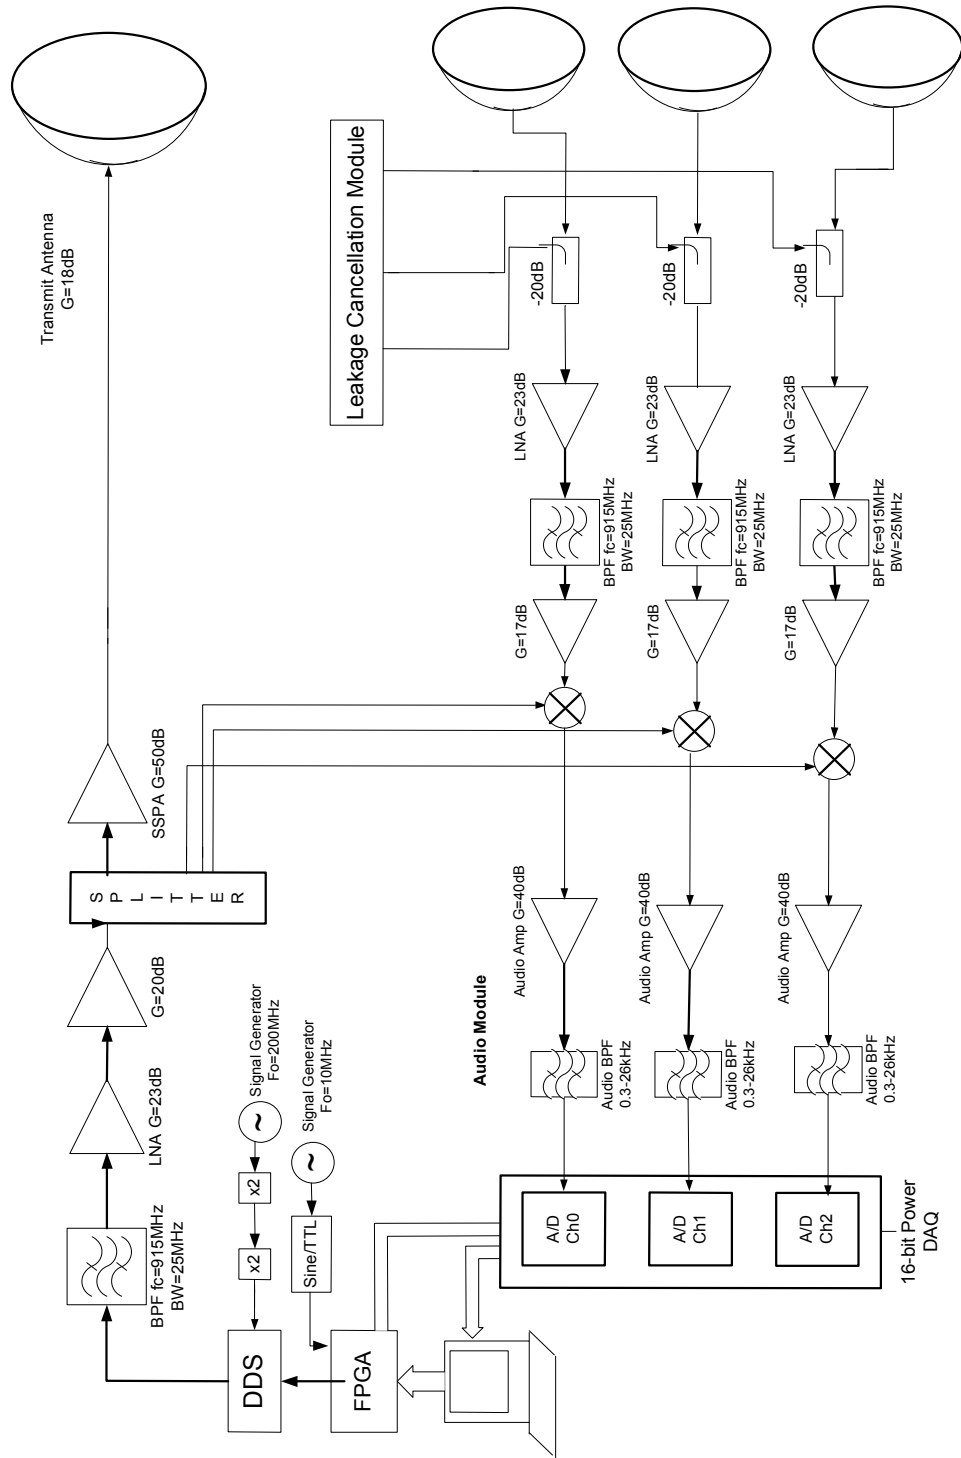 Transmit Antenna
G=18dB
Leakage Cancellation Module
-20dB
-20dB
-20dB
LNA G=23dB
LNA G=23dB
LNA G=23dB
BPF fc=915MHz
BW=25MHz
BPF fc=915MHz
BW=25MHz
BPF fc=915MHz
BW=25MHz
G=17dB
G=17dB
G=17dB
SSPA G=50dB
S
P
L
I
T
T
E
R
G=20dB
LNA G=23dB
BPF fc=915MHz
BW=25MHz
Signal Generator
Fo=200MHz
~
x2
x2
Signal Generator
Fo=10MHz
~
Sine/TTL
DDS
FPGA
Audio Module
Audio Amp G=40dB
Audio Amp G=40dB
Audio Amp G=40dB
Audio BPF
0.3-26kHz
Audio BPF
0.3-26kHz
Audio BPF
0.3-26kHz
A/D
Ch0
A/D
Ch1
A/D
Ch2
16-bit Power
DAQ